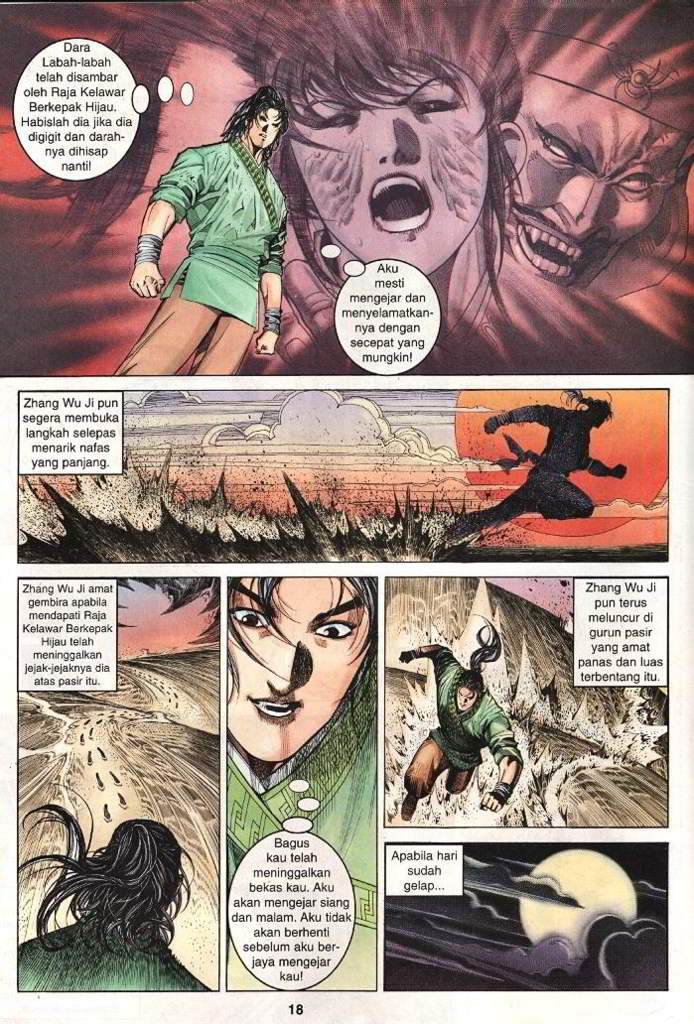 Dara
Labah-labah
telah disambar
oleh Raja Kelawar
Berkepak Hijau.
Habislah dia jika dia
digigit dan darah-
nya dihisap
nanti!
Aku
mesti
mengejar dan
menyelamatkan-
nya dengan
secepat yang
mungkin!
Zhang Wu Ji pun
segera membuka
langkah selepas
menarik nafas
yang panjang.
Zhang Wu Ji amat
gembira apabila
mendapati Raja
Kelawar Berkepak
Hijau telah
meninggalkan
jejak-jejaknya dia
atas pasir itu.
Bagus
kau telah
meninggalkan
bekas kau. Aku
akan mengejar siang
dan malam. Aku tidak
akan berhenti
sebelum aku ber-
jaya mengejar
kau!
Zhang Wu Ji
pun terus
meluncur di
gurun pasir
yang amat
panas dan luas
terbentang itu.
Apabila hari
sudah
gelap...
18